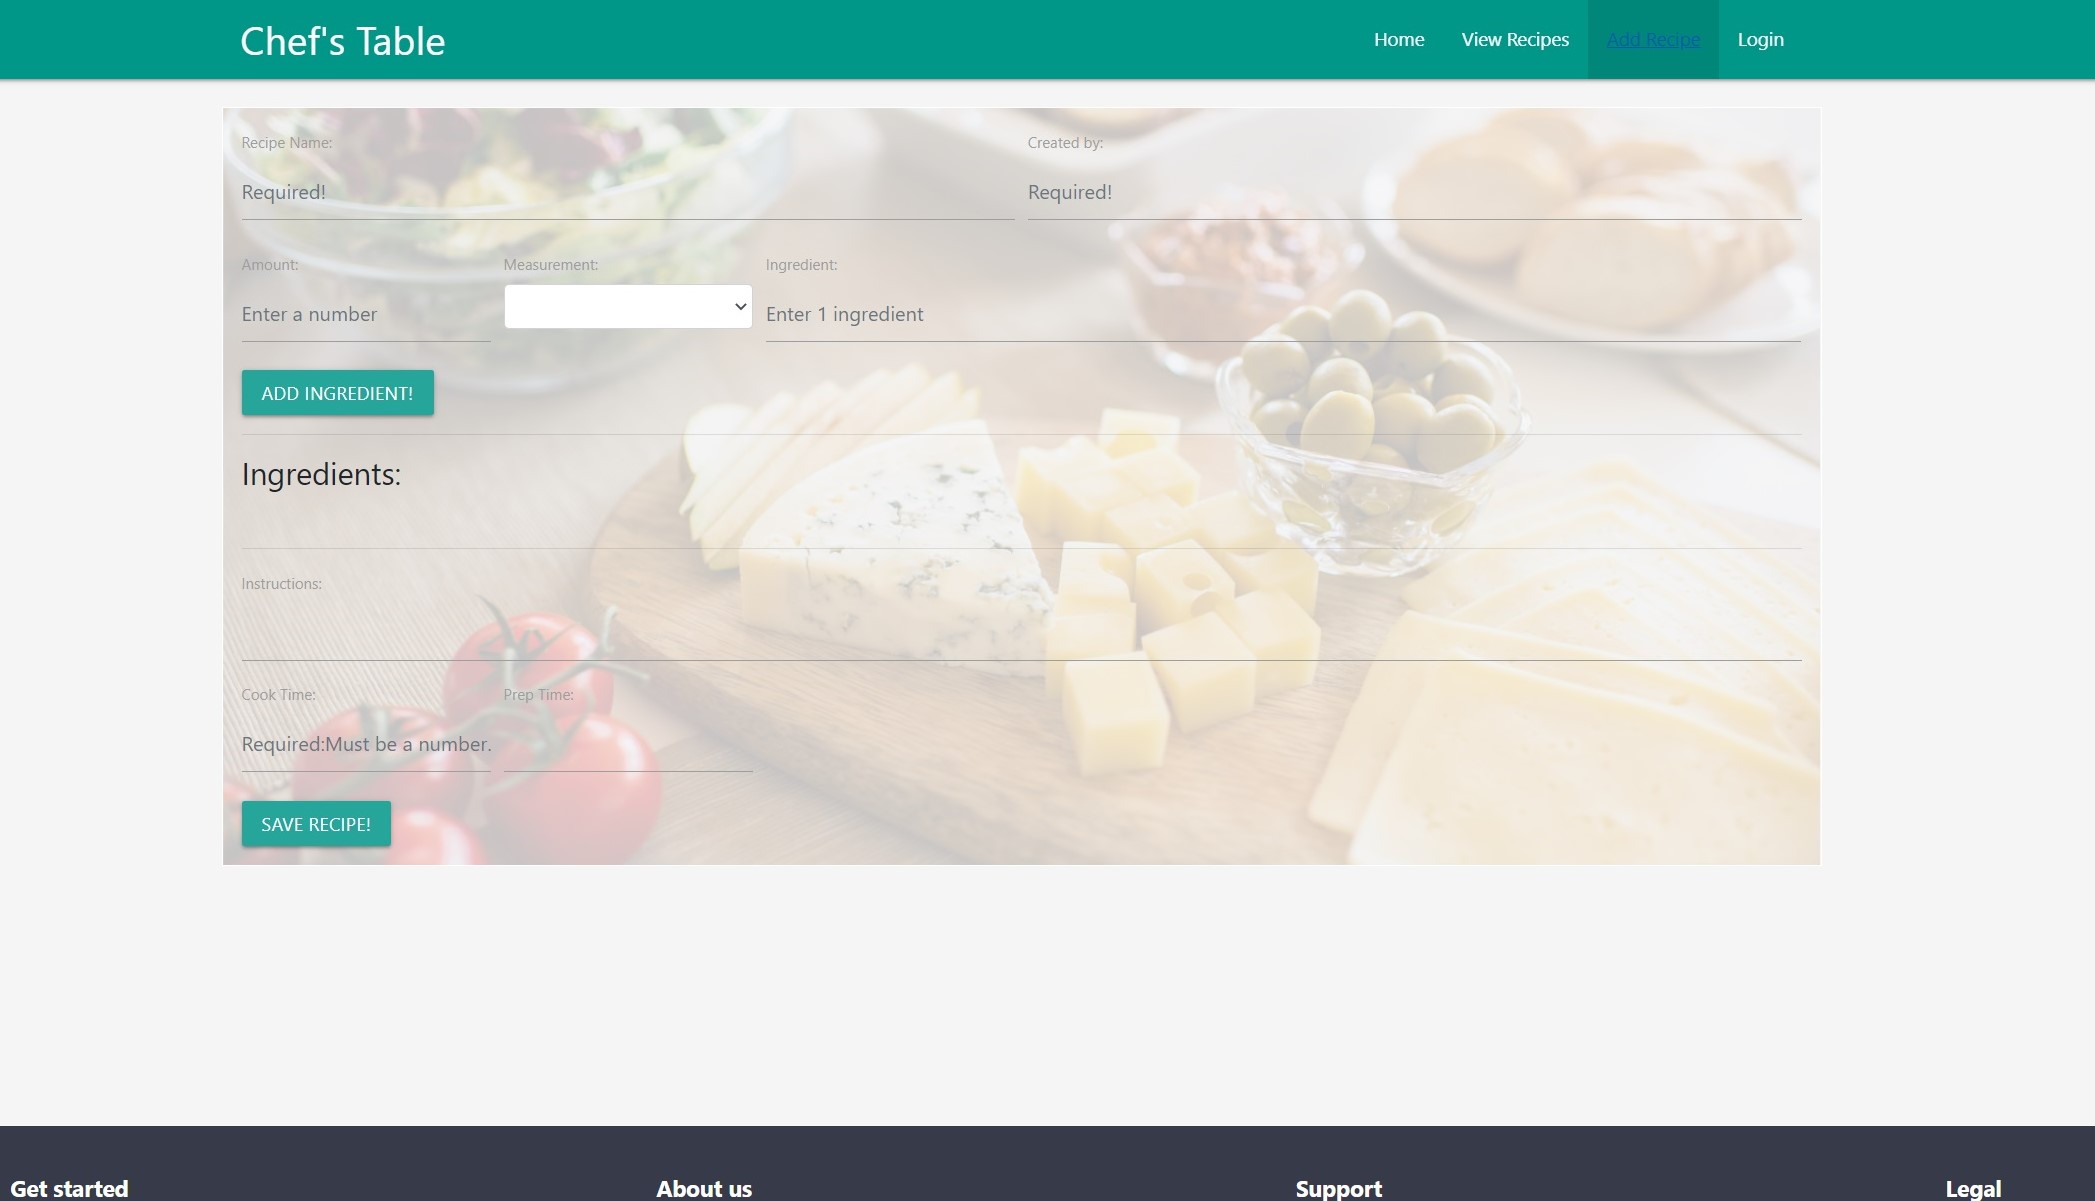 Chef's Table
Home View Recipes Add Recipe Login
Recipe Name: Created by:
Required! Required!
Amount: Measurement: Ingredient:
Enter a number Enter 1 ingredient
ADD INGREDIENT!
Ingredients:
Instructions:
Cook Time: Prep Time:
Required:Must be a number.
SAVE RECIPE!
Get started About us Support Legal